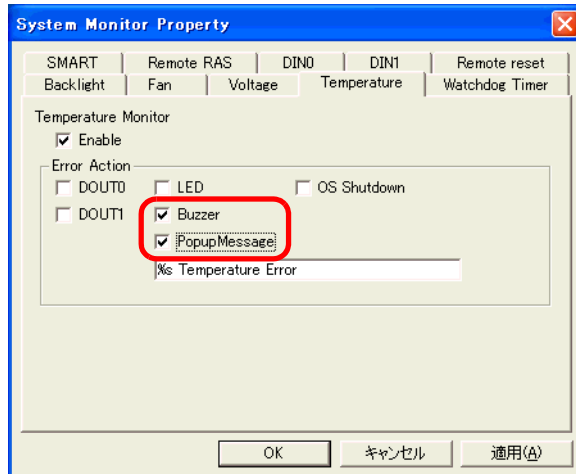 System Monitor Property
SMART Remote RAS DIN0 DIN1 Remote reset
Backlight Fan Voltage Temperature Watchdog Timer
Temperature Monitor
Enable
Error Action
DOUT0 LED OS Shutdown
DOUT1 Buzzer
PopupMessage
%s Temperature Error
OK キャンセル 適用(A)